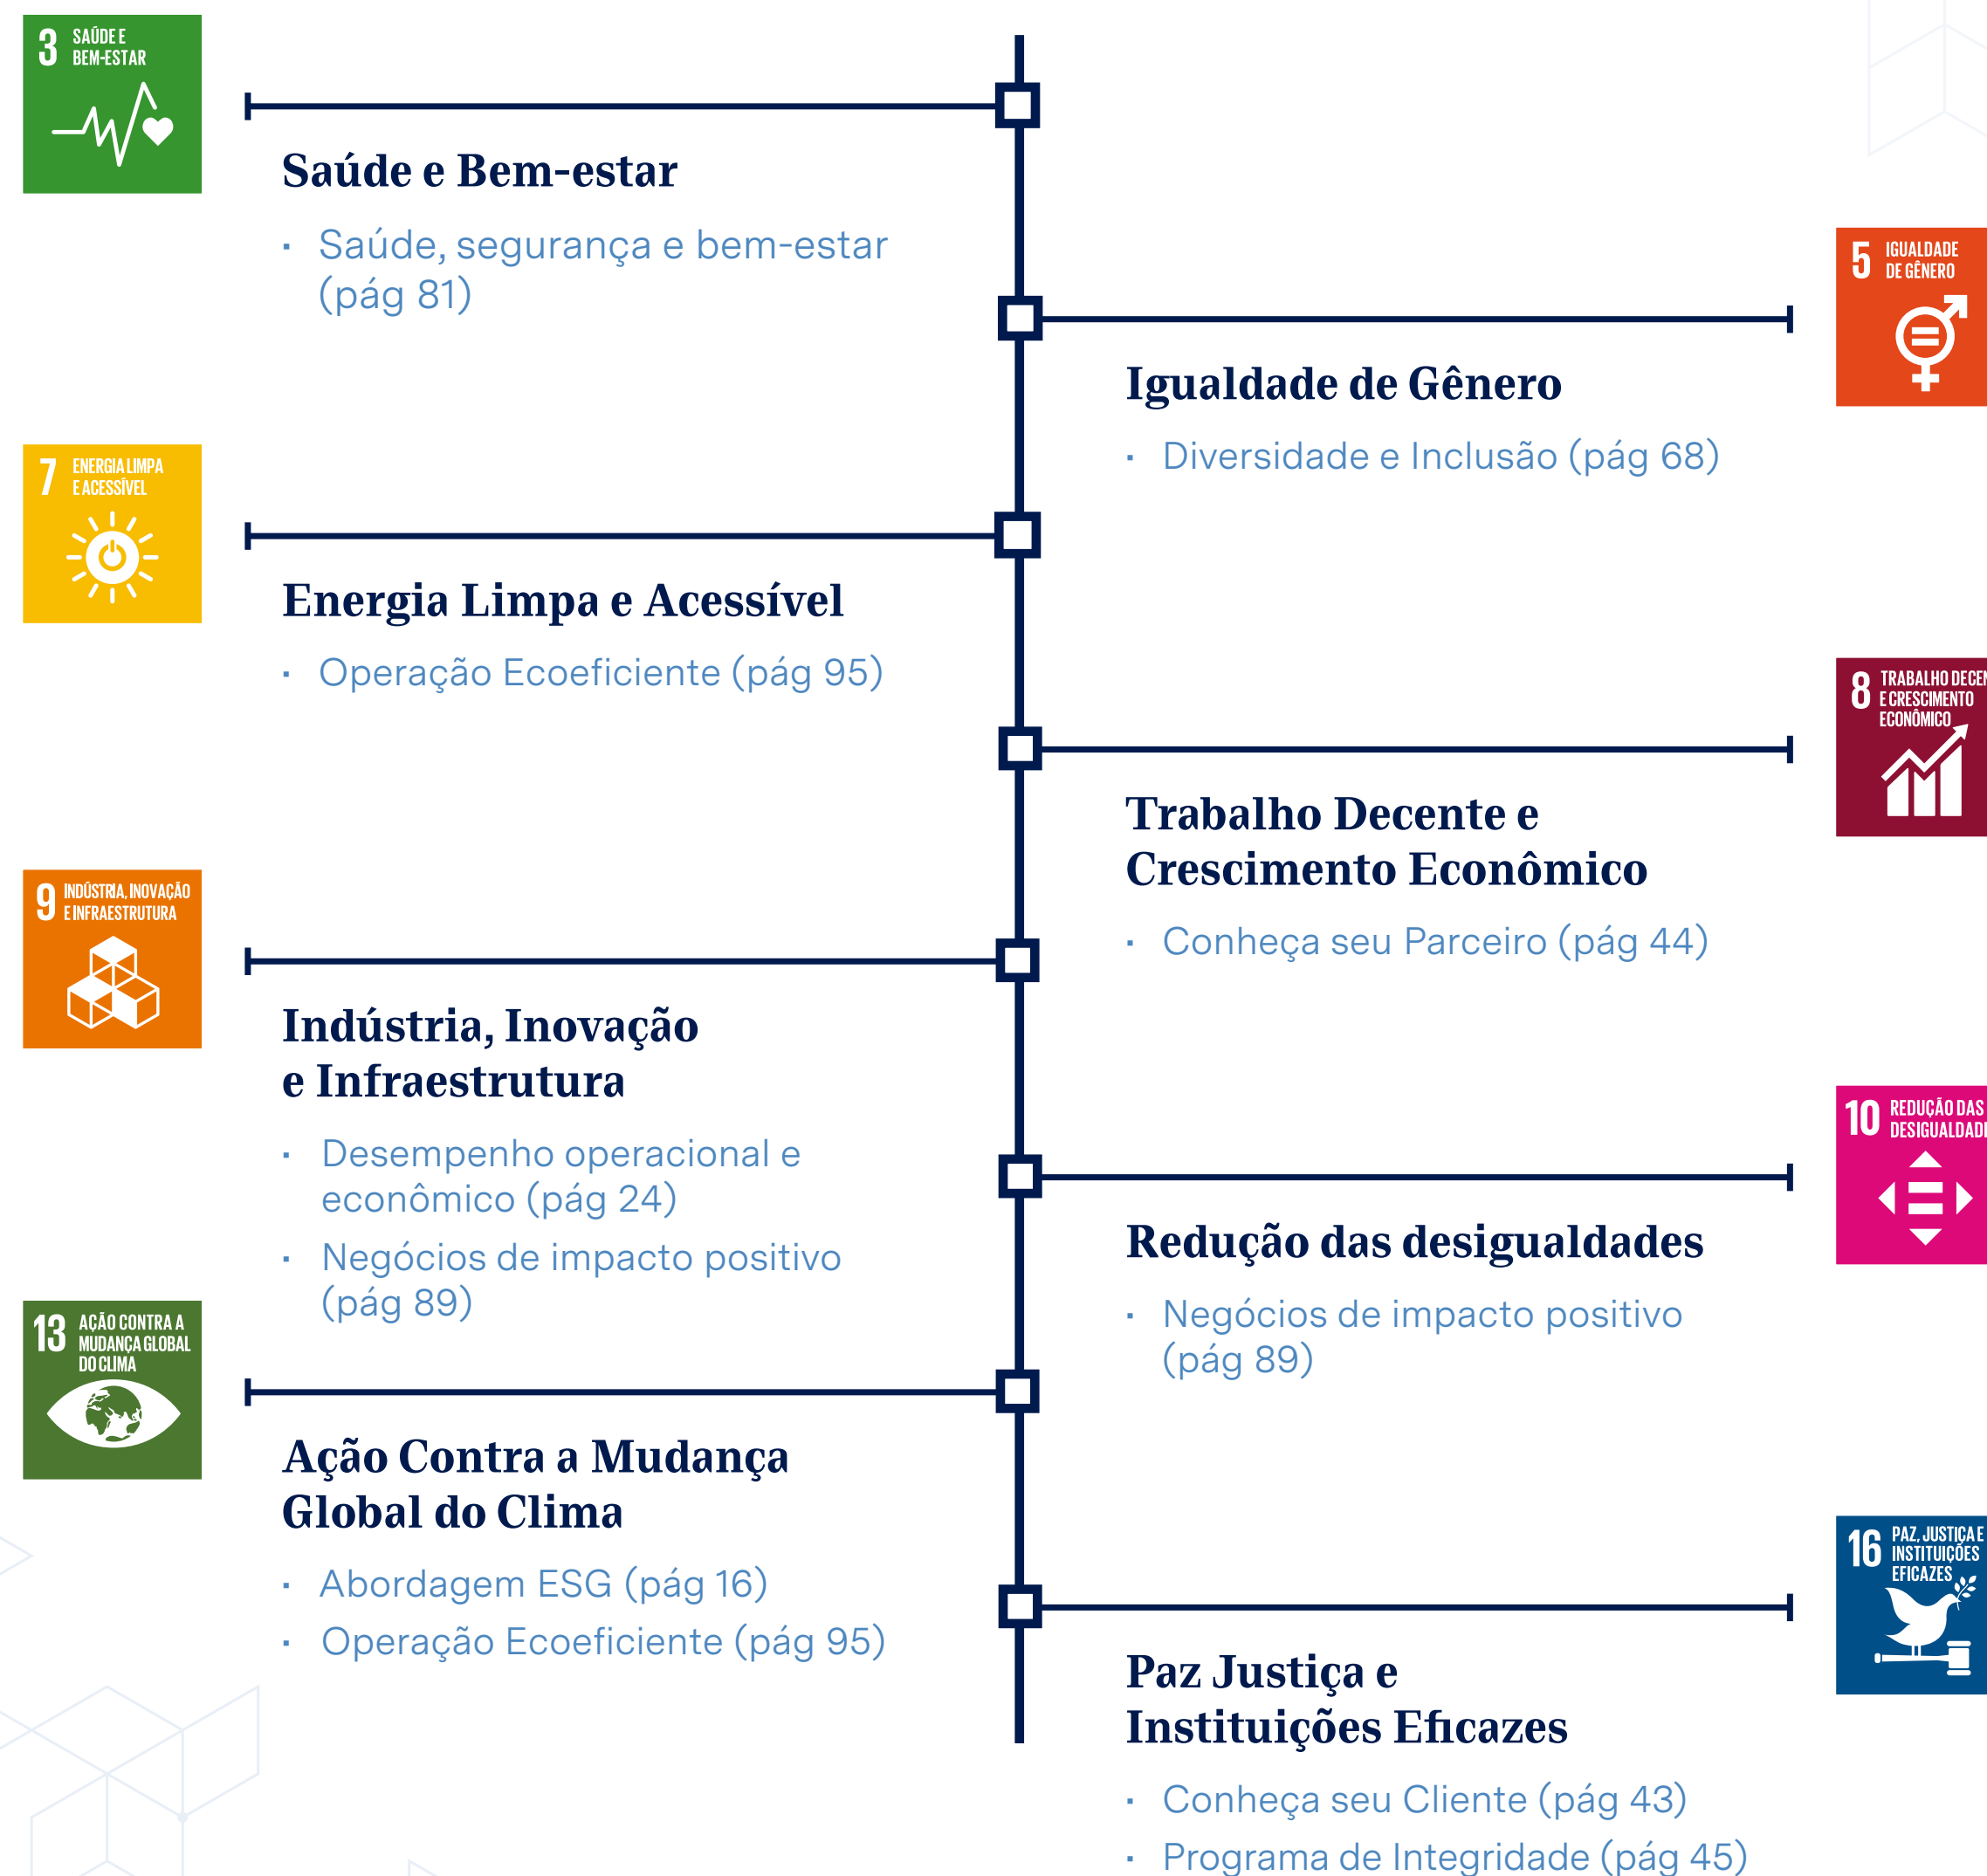 3 SAÚDE E
BEM-ESTAR
Saúde e Bem-estar
· Saúde, segurança e bem-estar
(pág 81)
5 IGUALDADE
DE GÊNERO
Igualdade de Gênero
· Diversidade e Inclusão (pág 68)
7 ENERGIA LIMPA
E ACESSÍVEL
Energia Limpa e Acessível
· Operação Ecoeficiente (pág 95)
8 TRABALHO
E CRESCIMENTO
ECONÔMICO
Trabalho Decente e
Crescimento Econômico
· Conheça seu Parceiro (pág 44)
9 INDÚSTRIA, INOVAÇÃO
E INFRAESTRUTURA
Indústria, Inovação
e Infraestrutura
· Desempenho operacional e
econômico (pág 24)
· Negócios de impacto positivo
(pág 89)
10 REDUÇÃO DAS
Redução das desigualdades
· Negócios de impacto positivo
(pág 89)
13 AÇÃO CONTRA A
MUDANÇA GLOBAL
DO CLIMA
Ação Contra a Mudança
Global do Clima
· Abordagem ESG (pág 16)
· Operação Ecoeficiente (pág 95)
16 PAZ, JUSTIÇA E
INSTITUIÇÕES
EFICAZES
Paz Justiça e
Instituições Eficazes
· Conheça seu Cliente (pág 43)
· Programa de Integridade (pág 45)